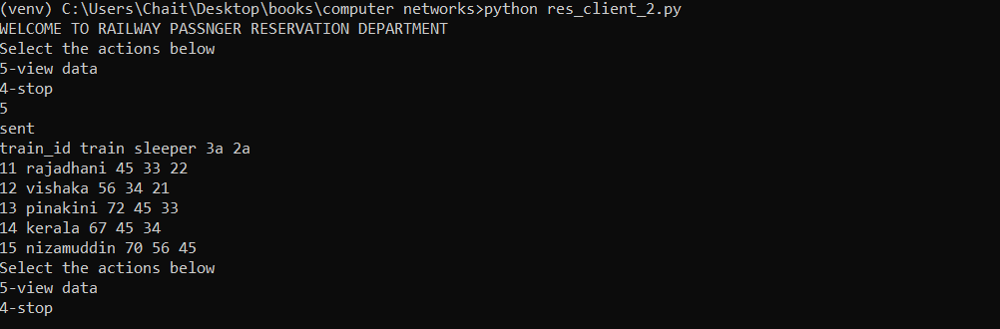 (venv) C:\Users\Chait\Desktop\books\computer networks>python res_client_2.py
WELCOME TO RAILWAY PASSNGER RESERVATION DEPARTMENT
Select the actions below
5-view data
4-stop
5
sent
train_id train sleeper 3a 2a
11 rajadhani 45 33 22
12 vishaka 56 34 21
13 pinakini 72 45 33
14 kerala 67 45 34
15 nizamuddin 70 56 45
Select the actions below
5-view data
4-stop